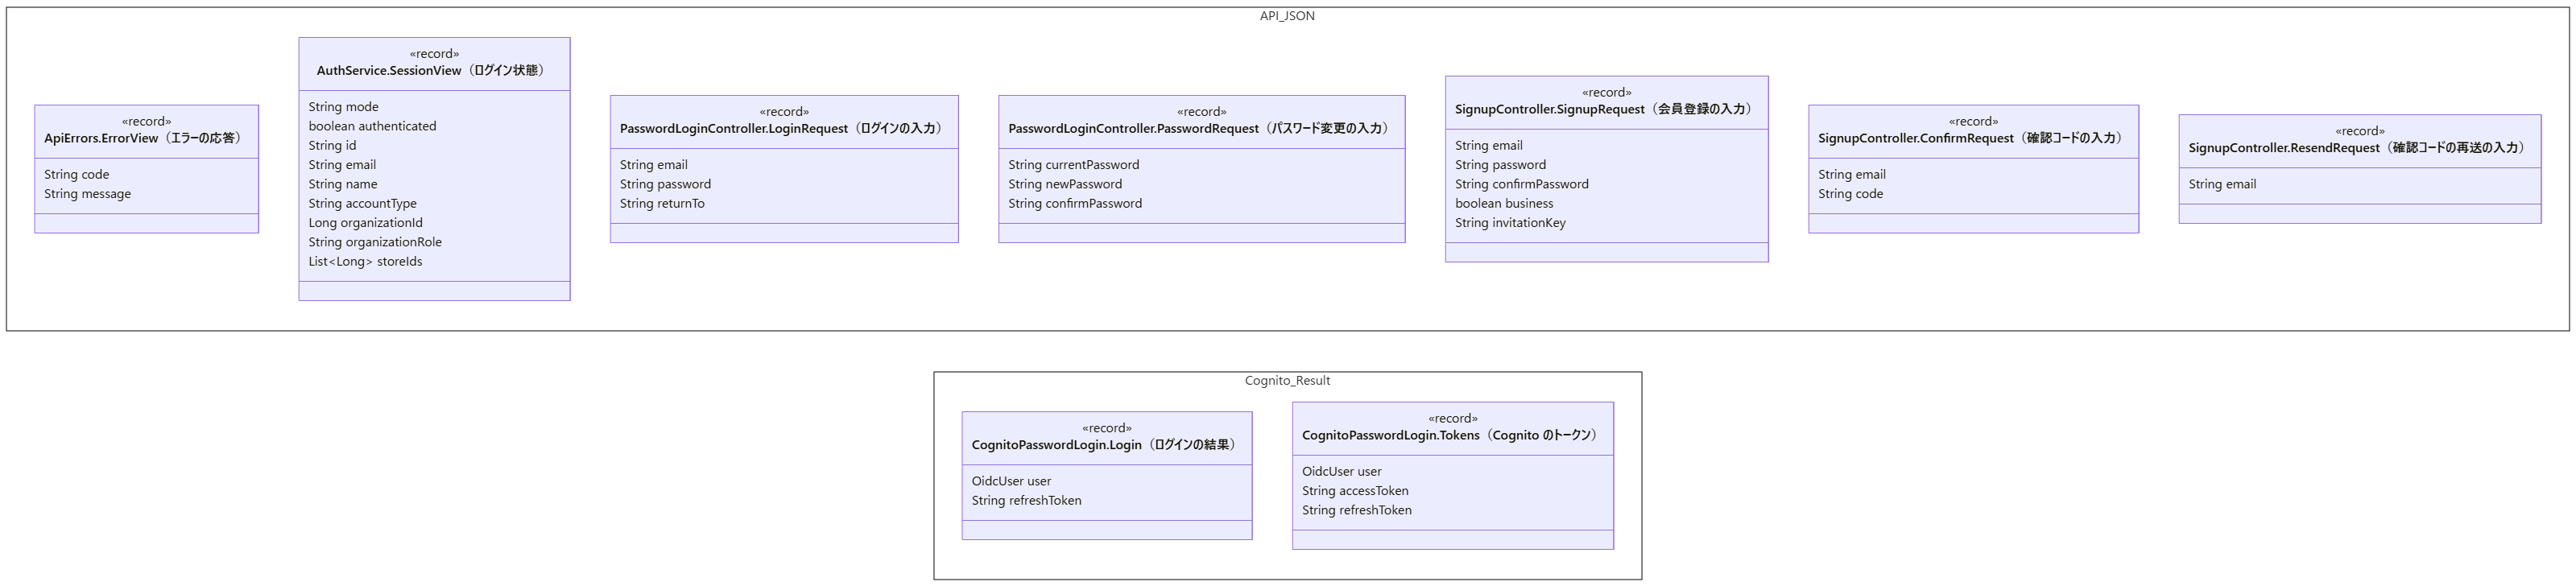 API_JSON
«record»
ApiErrors.ErrorView（エラーの応答）
String code
String message
«record»
AuthService.SessionView（ログイン状態）
String mode
boolean authenticated
String id
String email
String name
String accountType
Long organizationId
String organizationRole
List<Long> storeIds
«record»
PasswordLoginController.LoginRequest（ログインの入力）
String email
String password
String returnTo
«record»
PasswordLoginController.PasswordRequest（パスワード変更の入力）
String currentPassword
String newPassword
String confirmPassword
«record»
SignupController.SignupRequest（会員登録の入力）
String email
String password
String confirmPassword
boolean business
String invitationKey
«record»
SignupController.ConfirmRequest（確認コードの入力）
String email
String code
«record»
SignupController.ResendRequest（確認コードの再送の入力）
String email
Cognito_Result
«record»
CognitoPasswordLogin.Login（ログインの結果）
OidcUser user
String refreshToken
«record»
CognitoPasswordLogin.Tokens（Cognito のトークン）
OidcUser user
String accessToken
String refreshToken